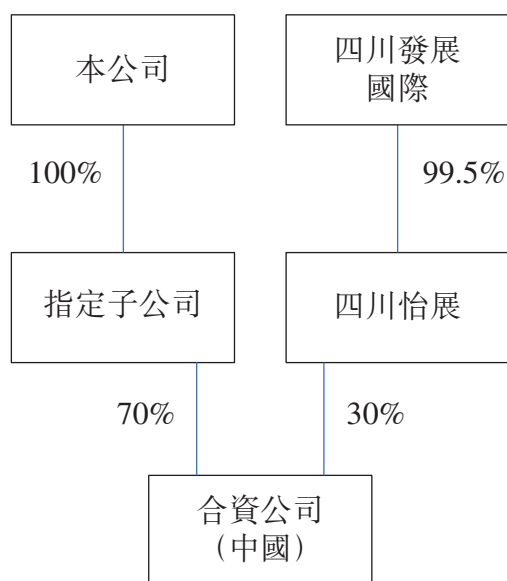 本公司
四川發展
國際
100%
99.5%
指定子公司
四川怡展
70%
30%
合資公司
（中國）